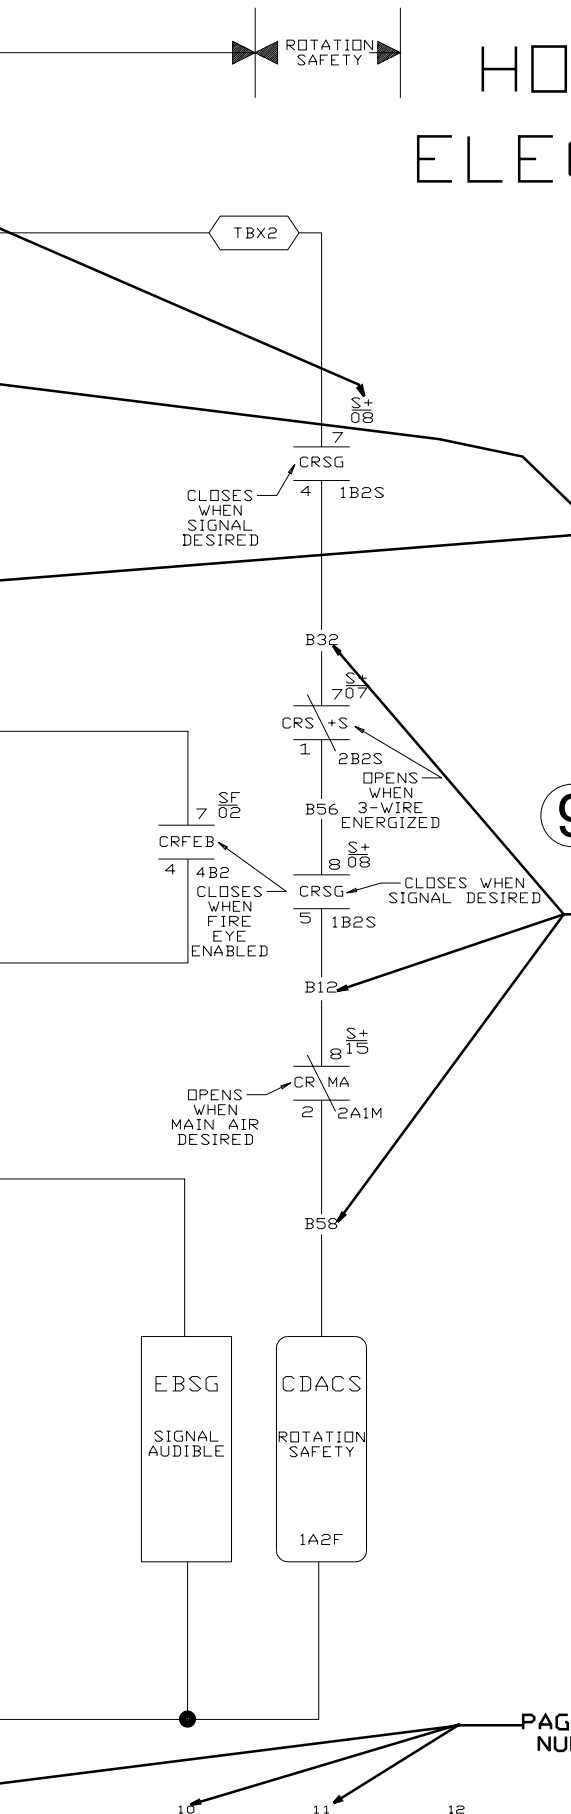 ROTATION
SAFETY
HO
ELEC
TBX2
S+
08
7
CRSG
4 1B2S
CLOSES
WHEN
SIGNAL
DESIRED
B32
S+
07
7
CRS +S
1
2B2S
OPENS
WHEN
3-WIRE
ENERGIZED
B56
9
SF
02
7
CRFEB
4 4B2
CLOSES
WHEN
FIRE
EYE
ENABLED
S+
08
8
CRSG
5 1B2S
CLOSES WHEN
SIGNAL DESIRED
B12
S+
15
8
CR MA
2 2A1M
OPENS
WHEN
MAIN AIR
DESIRED
B58
EBSG
SIGNAL
AUDIBLE
CDACS
ROTATION
SAFETY
1A2F
PAG
NU
10 11 12